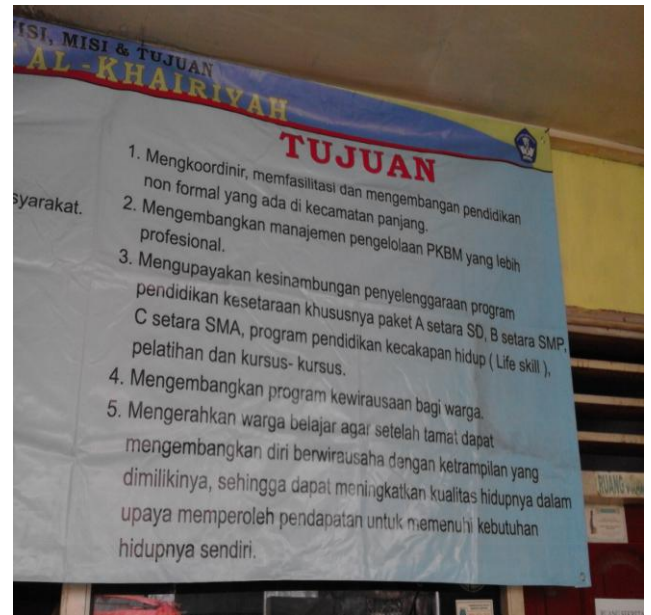 VISI, MISI & TUJUAN
AL -KHAIRIYAH
TUJUAN
1. Mengkoordinir, memfasilitasi dan mengembangan pendidikan
non formal yang ada di kecamatan panjang.
2. Mengembangkan manajemen pengelolaan PKBM yang lebih
profesional.
3. Mengupayakan kesinambungan penyelenggaraan program
pendidikan kesetaraan khususnya paket A setara SD, B setara SMP,
C setara SMA, program pendidikan kecakapan hidup ( Life skill ),
pelatihan dan kursus- kursus.
4. Mengembangkan program kewirausaan bagi warga.
5. Mengerahkan warga belajar agar setelah tamat dapat
mengembangkan diri berwirausaha dengan ketrampilan yang
dimilikinya, sehingga dapat meningkatkan kualitas hidupnya dalam
upaya memperoleh pendapatan untuk memenuhi kebutuhan
hidupnya sendiri.
syarakat.
RUANG